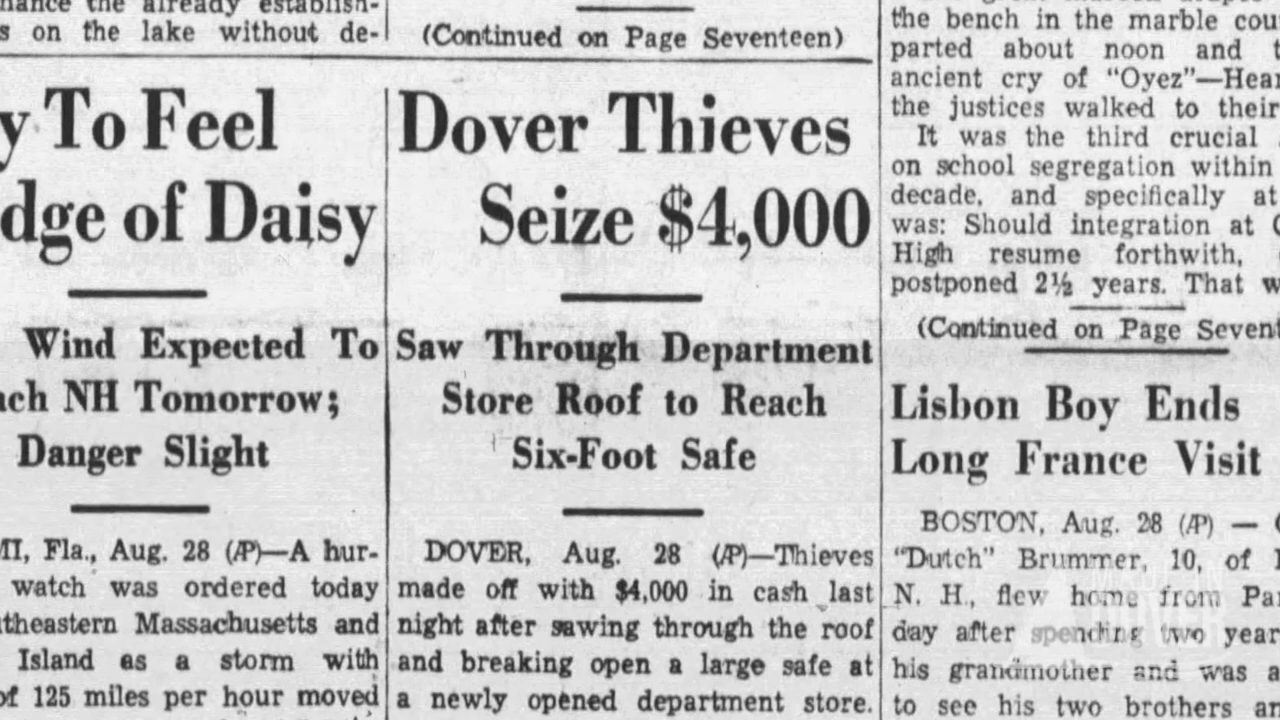 the already establish-
s on the lake without de-
y To Feel
dge of Daisy
Wind Expected To
ach NH Tomorrow;
Danger Slight
MI, Fla., Aug. 28 (AP)—A hur-
watch was ordered today
utheastern Massachusetts and
Island as a storm with
of 125 miles per hour moved
(Continued on Page Seventeen)
Dover Thieves
Seize $4,000
Saw Through Department
Store Roof to Reach
Six-Foot Safe
DOVER, Aug. 28 (AP)—Thieves
made off with $4,000 in cash last
night after sawing through the roof
and breaking open a large safe at
a newly opened department store.
the bench in the marble cou
parted about noon and t
ancient cry of “Oyez”—Hear
the justices walked to their
It was the third crucial
on school segregation within
decade, and specifically at
was: Should integration at C
High resume forthwith,
postponed 2½ years. That w
(Continued on Page Sevent
Lisbon Boy Ends
Long France Visit
BOSTON, Aug. 28 (AP) —
“Dutch” Brummer, 10, of
N. H., flew home from Par
day after spending two year
his grandmother and was a
to see his two brothers an